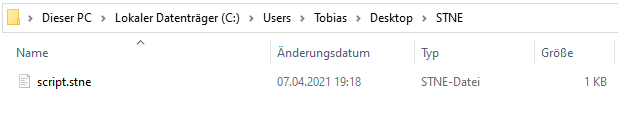 Dieser PC > Lokaler Datenträger (C:) > Users > Tobias > Desktop > STNE
Name Änderungsdatum Typ Größe
script.stne 07.04.2021 19:18 STNE-Datei 1 KB